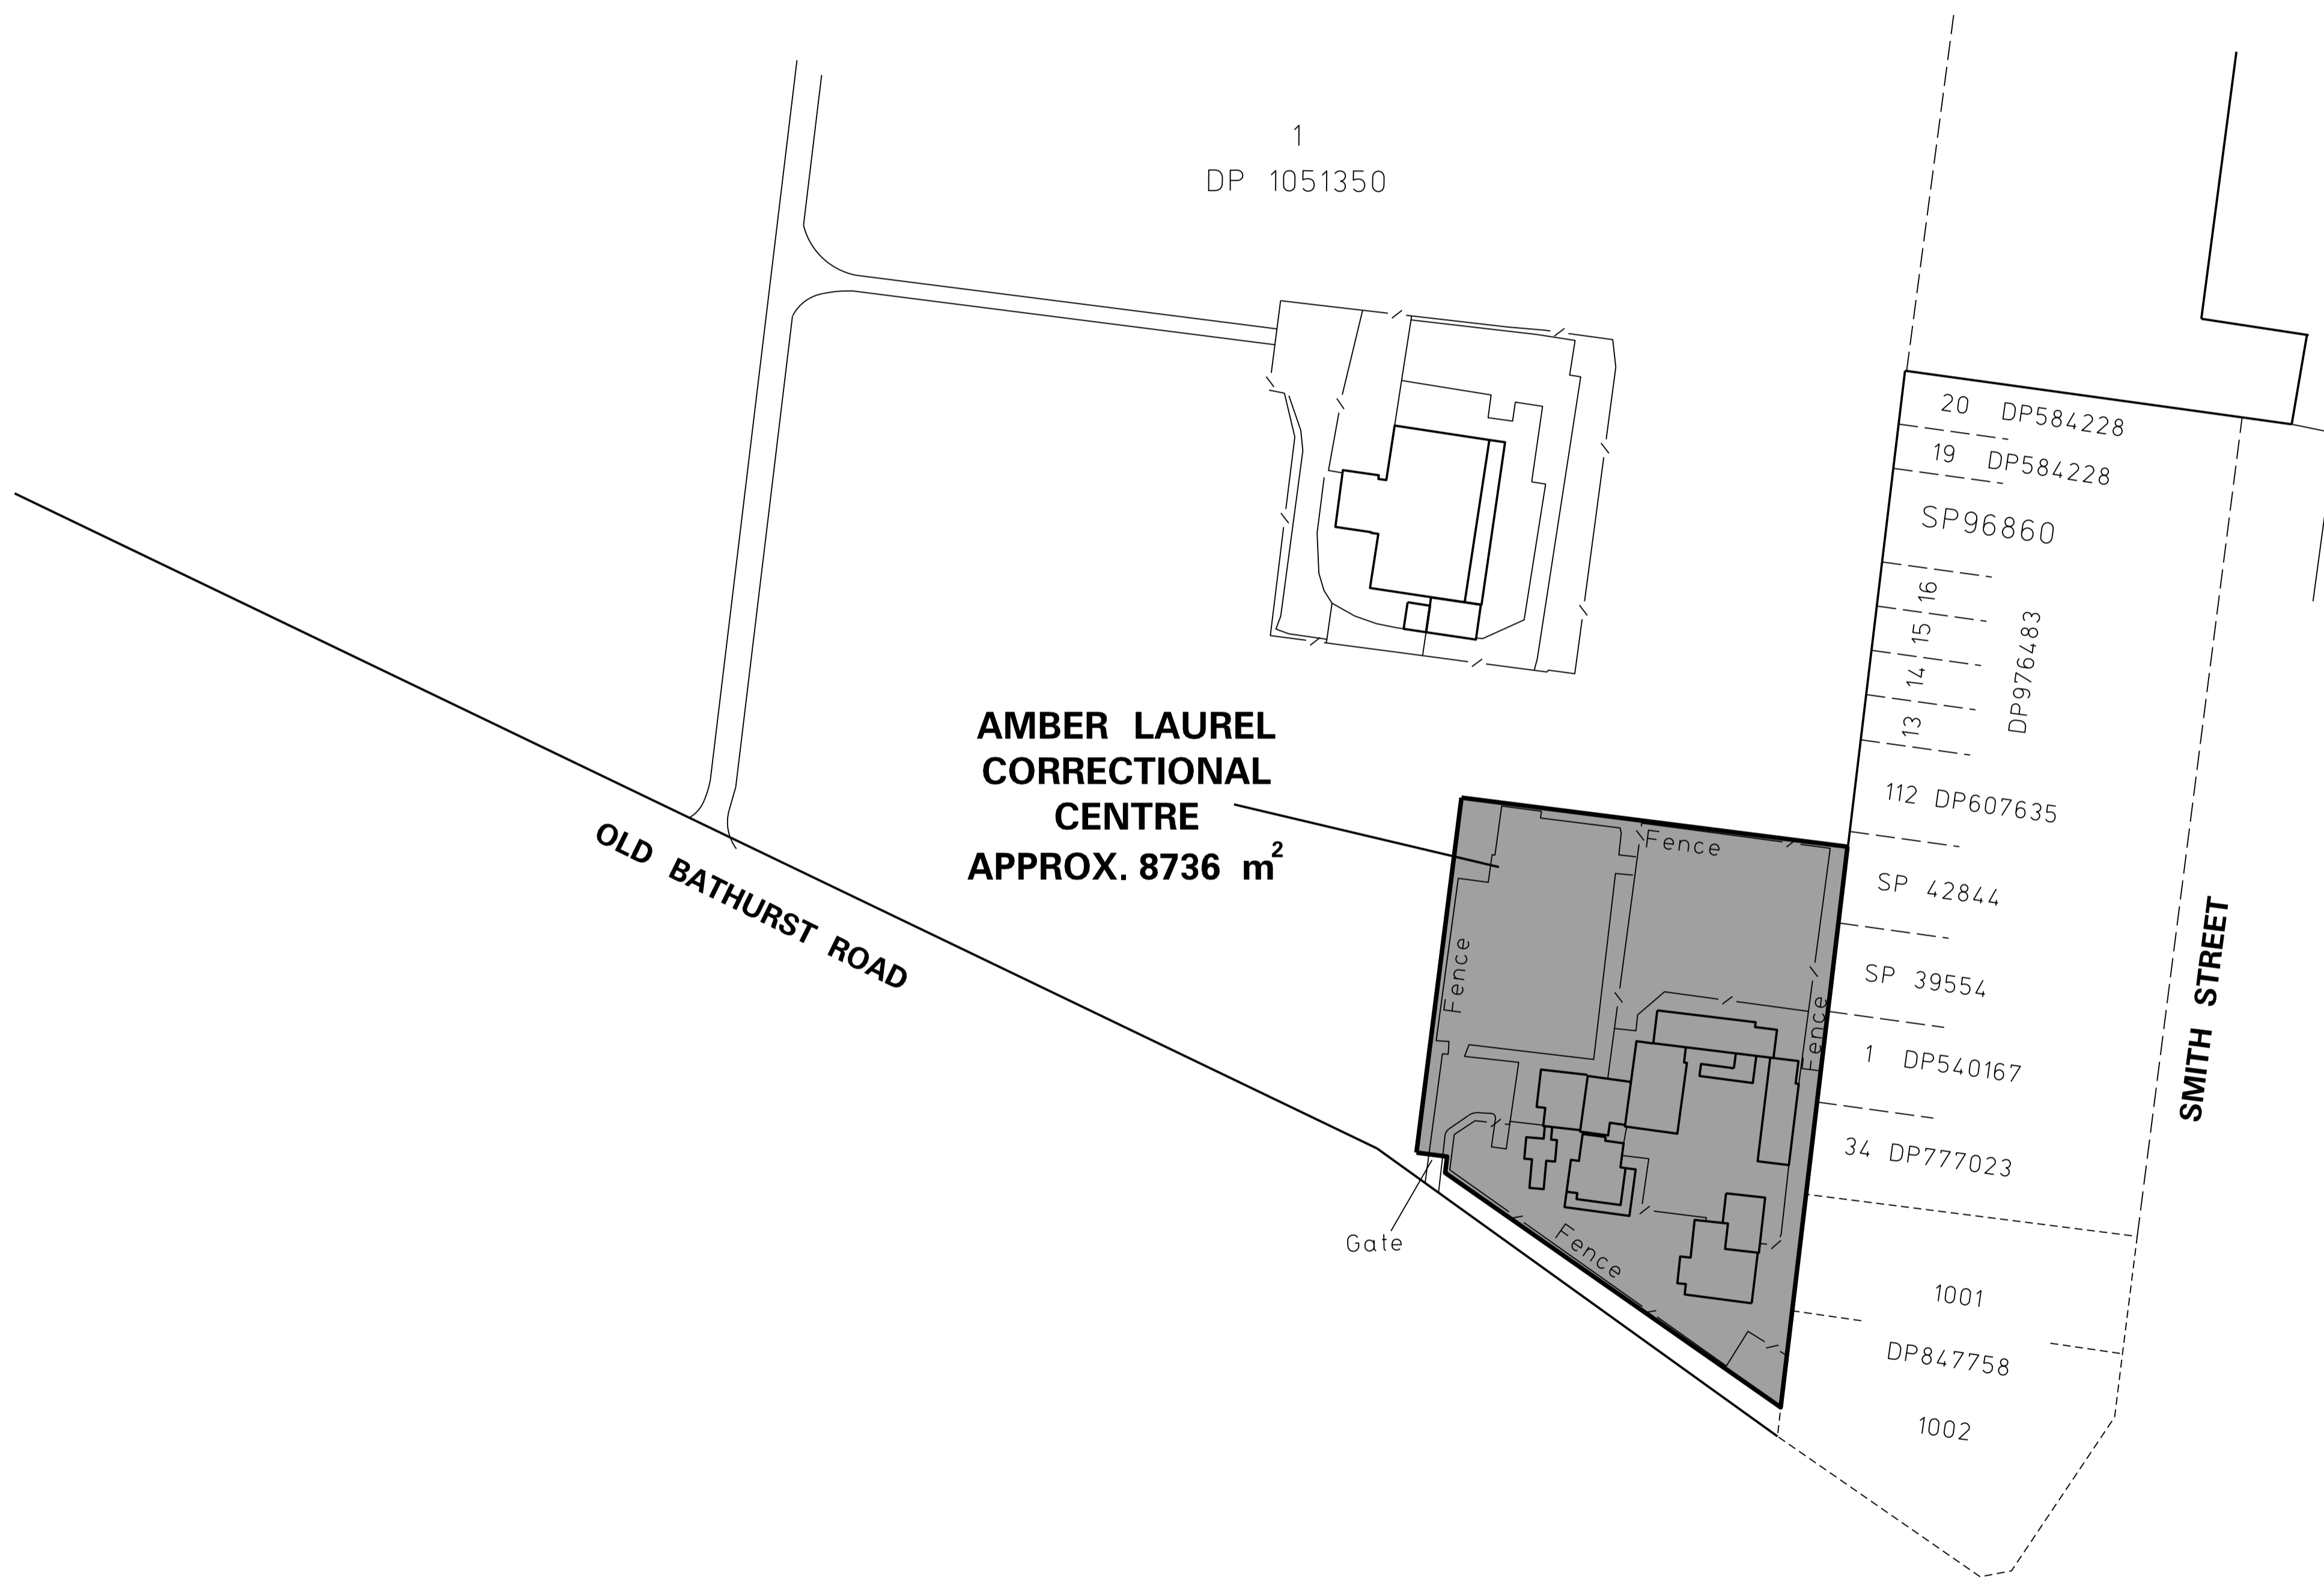 1
DP 1051350
20 DP584228
19 DP584228
SP96860
16
15
14
13
DP976483
AMBER LAUREL
CORRECTIONAL
CENTRE
APPROX. 8736 m²
112 DP607635
Fence
OLD BATHURST ROAD
SP 42844
Fence
SP 39554
Fence
SMITH STREET
1 DP540167
34 DP777023
Gate
Fence
1001
DP847758
1002